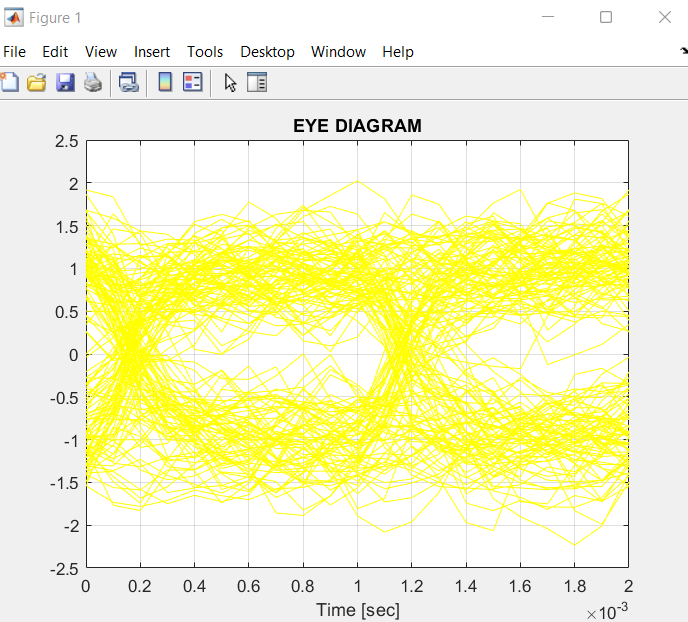 Figure 1
File Edit View Insert Tools Desktop Window Help
EYE DIAGRAM
2.5
2
1.5
1
0.5
0
-0.5
-1
-1.5
-2
-2.5
0 0.2 0.4 0.6 0.8 1 1.2 1.4 1.6 1.8 2
Time [sec]
×10⁻³